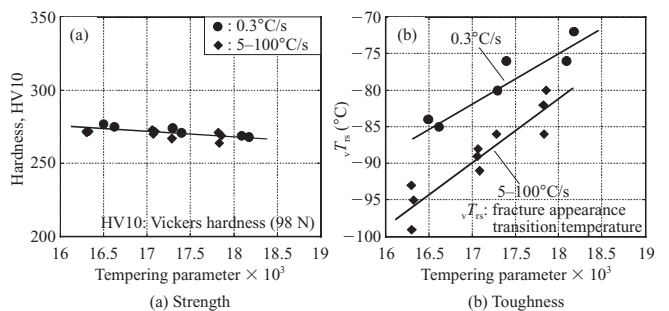 (a)
● : 0.3°C/s
◆ : 5–100°C/s
Hardness, HV10
350
300
250
200
HV10: Vickers hardness (98 N)
16 16.5 17 17.5 18 18.5 19
Tempering parameter × 10³
(a) Strength
(b)
0.3°C/s
5–100°C/s
vTrs: fracture appearance
transition temperature
vTrs (°C)
−70
−75
−80
−85
−90
−95
−100
16 16.5 17 17.5 18 18.5 19
Tempering parameter × 10³
(b) Toughness